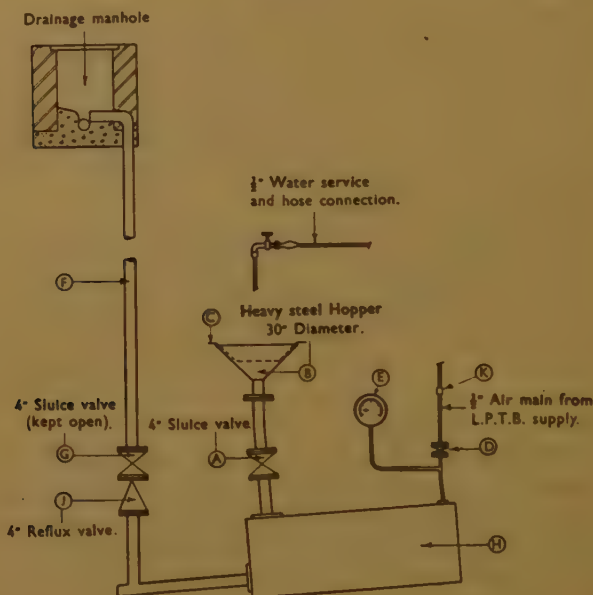 Drainage manhole
½" Water service
and hose connection.
F
C
Heavy steel Hopper
30" Diameter.
B
E
K
½" Air main from
L.P.T.B. supply.
4" Sluice valve
(kept open).
G
4" Sluice valve
A
D
J
4" Reflux valve.
H